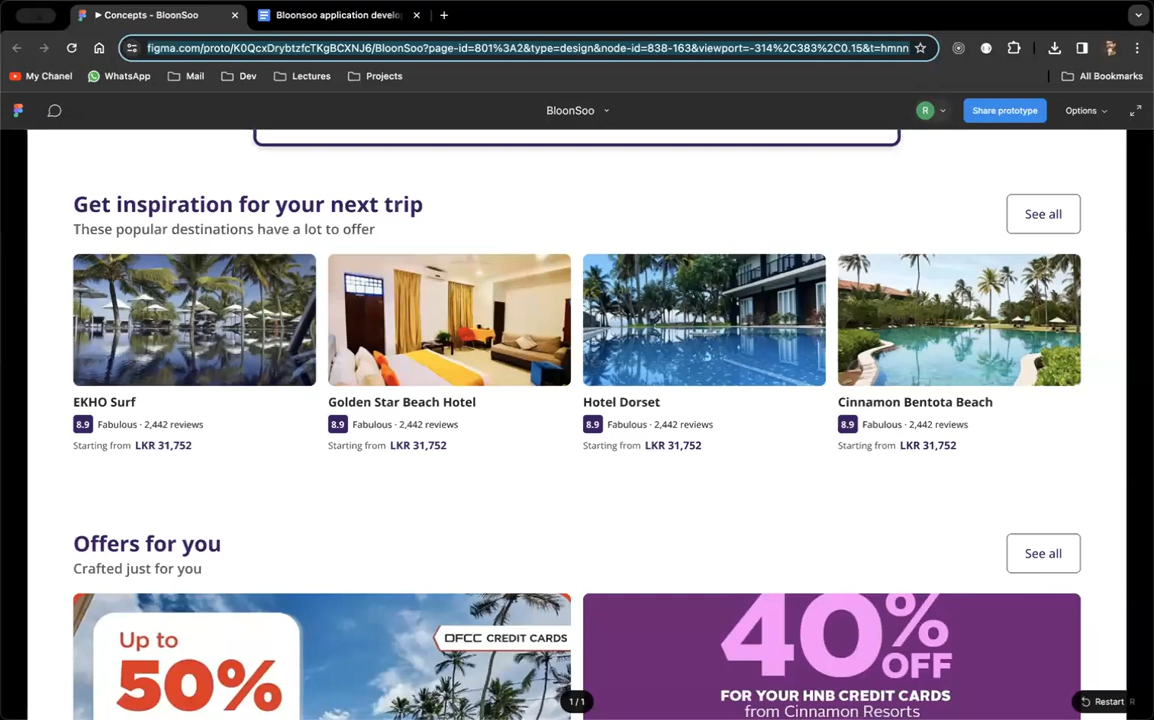 Concepts - BloonSoo
Bloonsoo application develo
figma.com/proto/K0QcxDrybtzfcTKgBCXNJ6/BloonSoo?page-id=801%3A2&type=design&node-id=838-163&viewport=-314%2C383%2C0.15&t=hmnn
My Chanel
WhatsApp
Mail
Dev
Lectures
Projects
All Bookmarks
BloonSoo
R
Share prototype
Options
Get inspiration for your next trip
These popular destinations have a lot to offer
See all
EKHO Surf
8.9 Fabulous · 2,442 reviews
Starting from LKR 31,752
Golden Star Beach Hotel
8.9 Fabulous · 2,442 reviews
Starting from LKR 31,752
Hotel Dorset
8.9 Fabulous · 2,442 reviews
Starting from LKR 31,752
Cinnamon Bentota Beach
8.9 Fabulous · 2,442 reviews
Starting from LKR 31,752
Offers for you
Crafted just for you
See all
Up to
50%
DFCC CREDIT CARDS
40%
OFF
FOR YOUR HNB CREDIT CARDS
from Cinnamon Resorts
1 / 1
Restart R